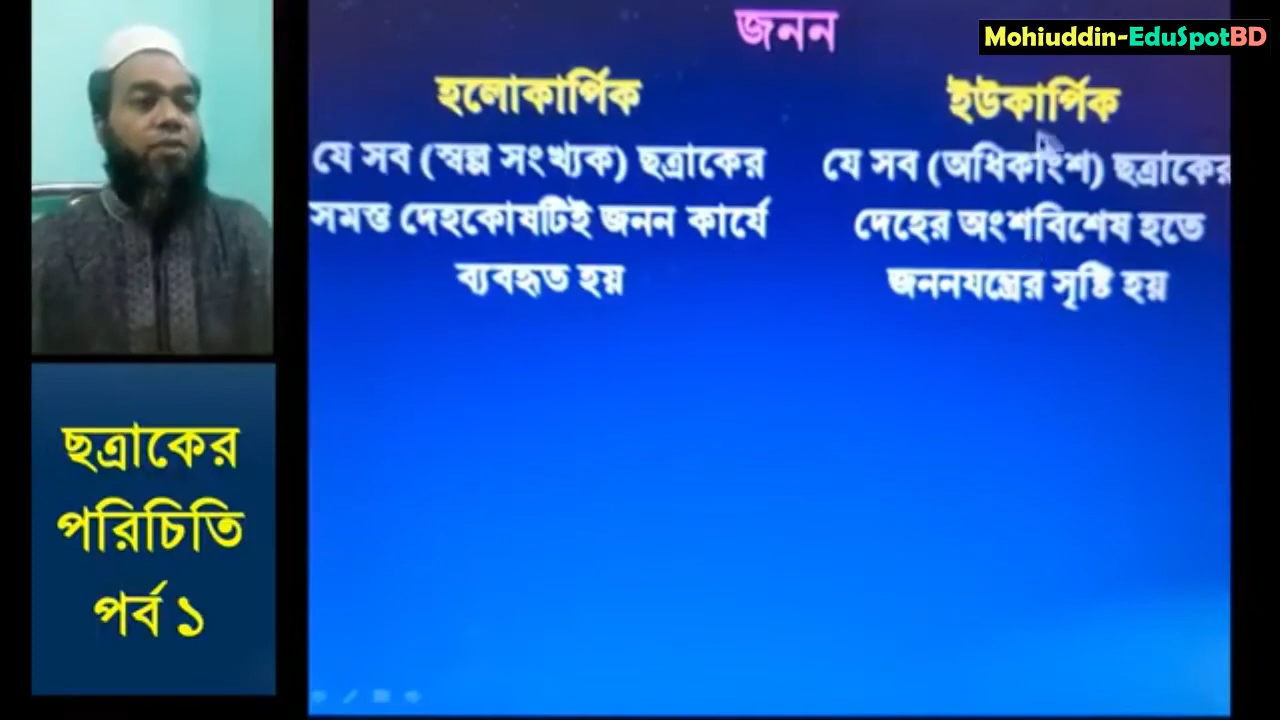 জনন
Mohiuddin-EduSpotBD
হলোকার্পিক
যে সব (স্বল্প সংখ্যক) ছত্রাকের
সমস্ত দেহকোষটিই জনন কার্যে
ব্যবহৃত হয়
ইউকার্পিক
যে সব (অধিকাংশ) ছত্রাকের
দেহের অংশবিশেষ হতে
জননযন্ত্রের সৃষ্টি হয়
ছত্রাকের
পরিচিতি
পর্ব ১